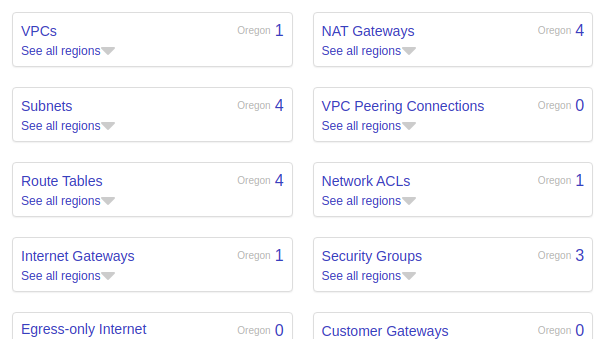 VPCs Oregon 1
See all regions
NAT Gateways Oregon 4
See all regions
Subnets Oregon 4
See all regions
VPC Peering Connections Oregon 0
See all regions
Route Tables Oregon 4
See all regions
Network ACLs Oregon 1
See all regions
Internet Gateways Oregon 1
See all regions
Security Groups Oregon 3
See all regions
Egress-only Internet Oregon 0
Customer Gateways Oregon 0